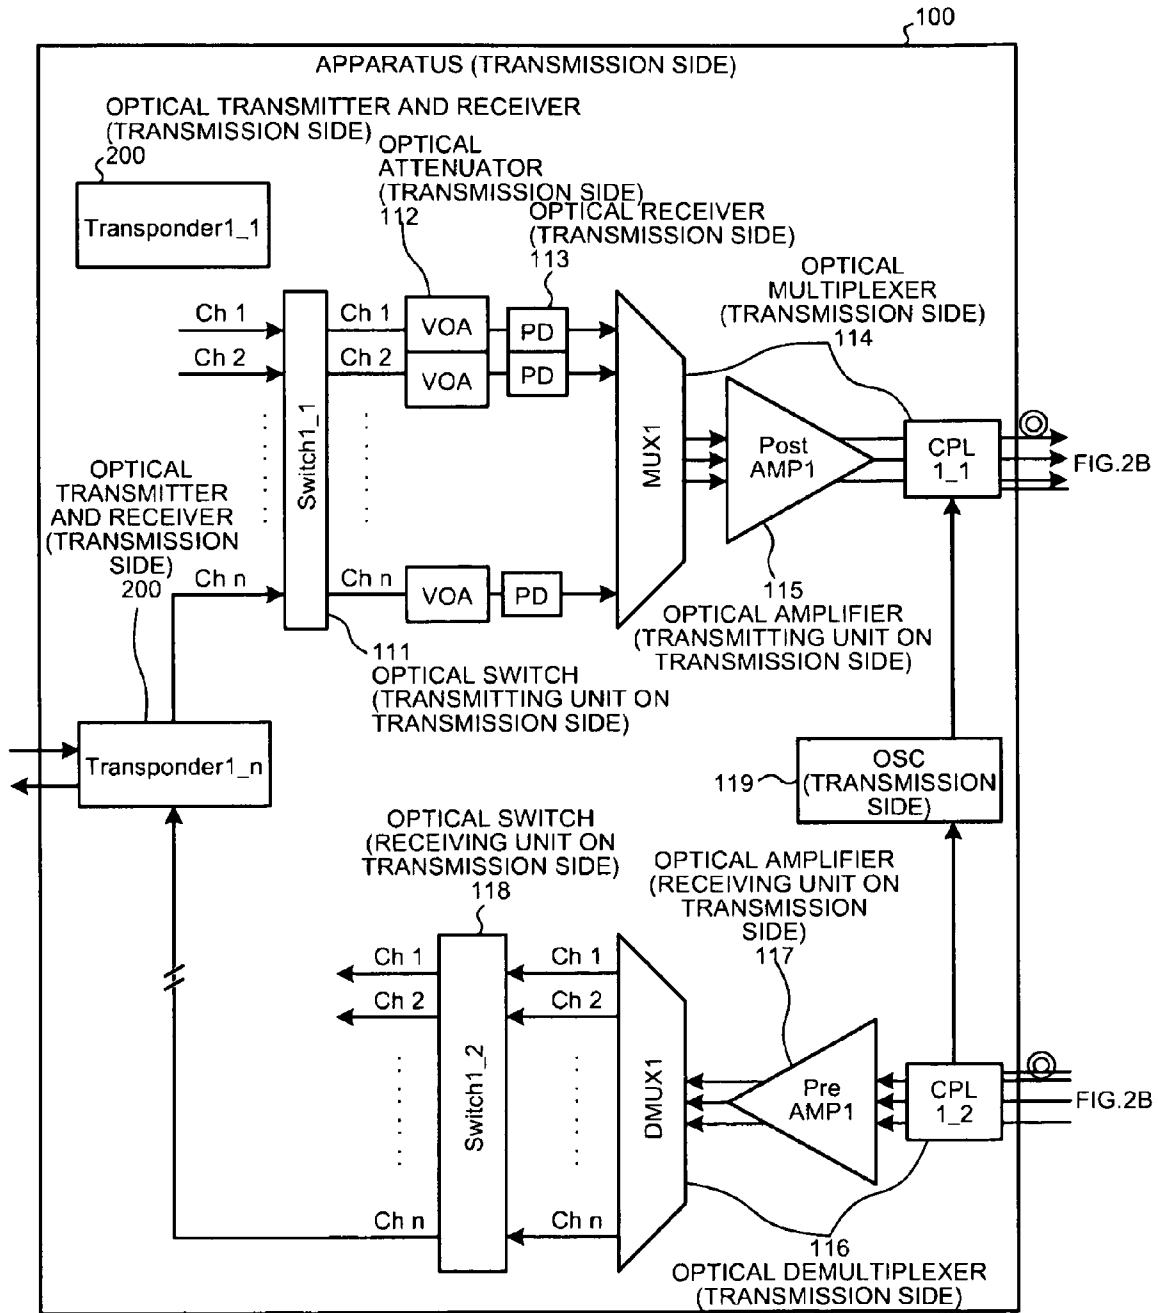 100
APPARATUS (TRANSMISSION SIDE)
OPTICAL TRANSMITTER AND RECEIVER
(TRANSMISSION SIDE)
200
Transponder1_1
OPTICAL
ATTENUATOR
(TRANSMISSION SIDE)
112
OPTICAL RECEIVER
(TRANSMISSION SIDE)
113
OPTICAL
MULTIPLEXER
(TRANSMISSION SIDE)
114
Ch 1
Ch 1
VOA
PD
Ch 2
Ch 2
VOA
PD
Switch1_1
MUX1
Post
AMP1
CPL
1_1
FIG.2B
OPTICAL
TRANSMITTER
AND RECEIVER
(TRANSMISSION
SIDE)
200
Ch n
Ch n
VOA
PD
115
OPTICAL AMPLIFIER
(TRANSMITTING UNIT ON
TRANSMISSION SIDE)
111
OPTICAL SWITCH
(TRANSMITTING UNIT ON
TRANSMISSION SIDE)
Transponder1_n
119
OSC
(TRANSMISSION
SIDE)
OPTICAL SWITCH
(RECEIVING UNIT ON
TRANSMISSION SIDE)
118
OPTICAL AMPLIFIER
(RECEIVING UNIT ON
TRANSMISSION
SIDE)
117
Ch 1
Ch 1
Ch 2
Ch 2
Switch1_2
DMUX1
Pre
AMP1
CPL
1_2
FIG.2B
Ch n
Ch n
116
OPTICAL DEMULTIPLEXER
(TRANSMISSION SIDE)